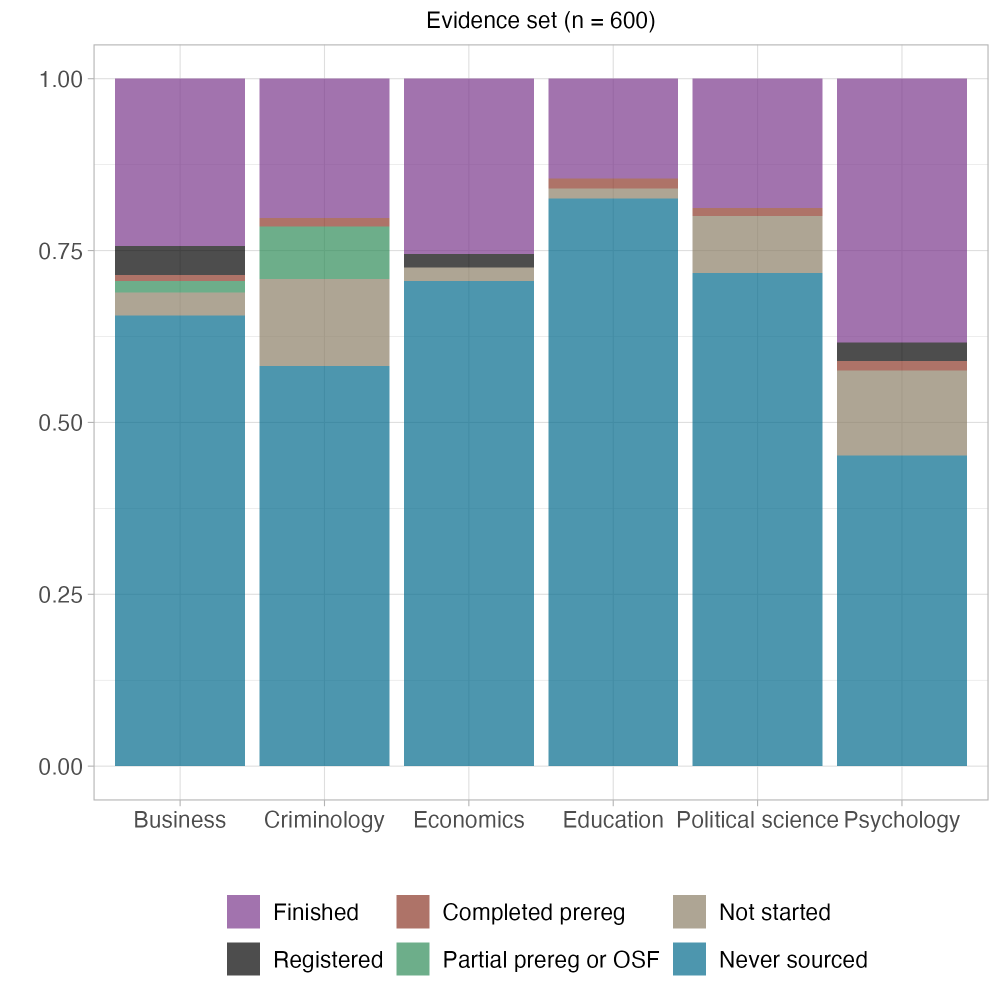 Evidence set (n = 600)
1.00
0.75
0.50
0.25
0.00
Business Criminology Economics Education Political science Psychology
Finished Completed prereg Not started
Registered Partial prereg or OSF Never sourced